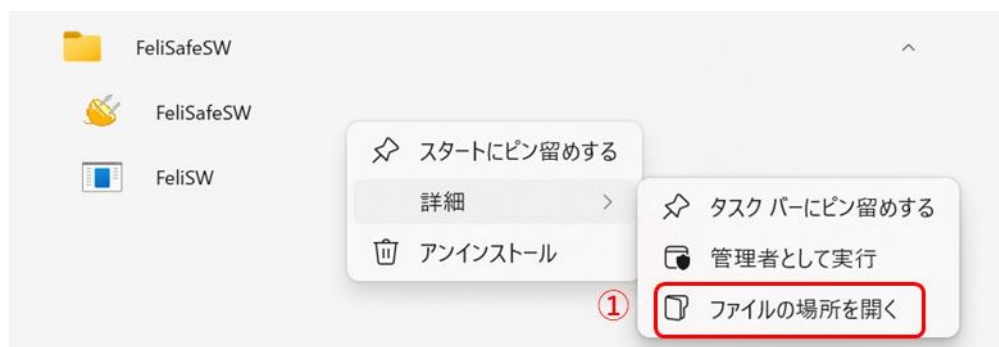 FeliSafeSW
FeliSafeSW
FeliSW
スタートにピン留めする
詳細
アンインストール
タスク バーにピン留めする
管理者として実行
① ファイルの場所を開く